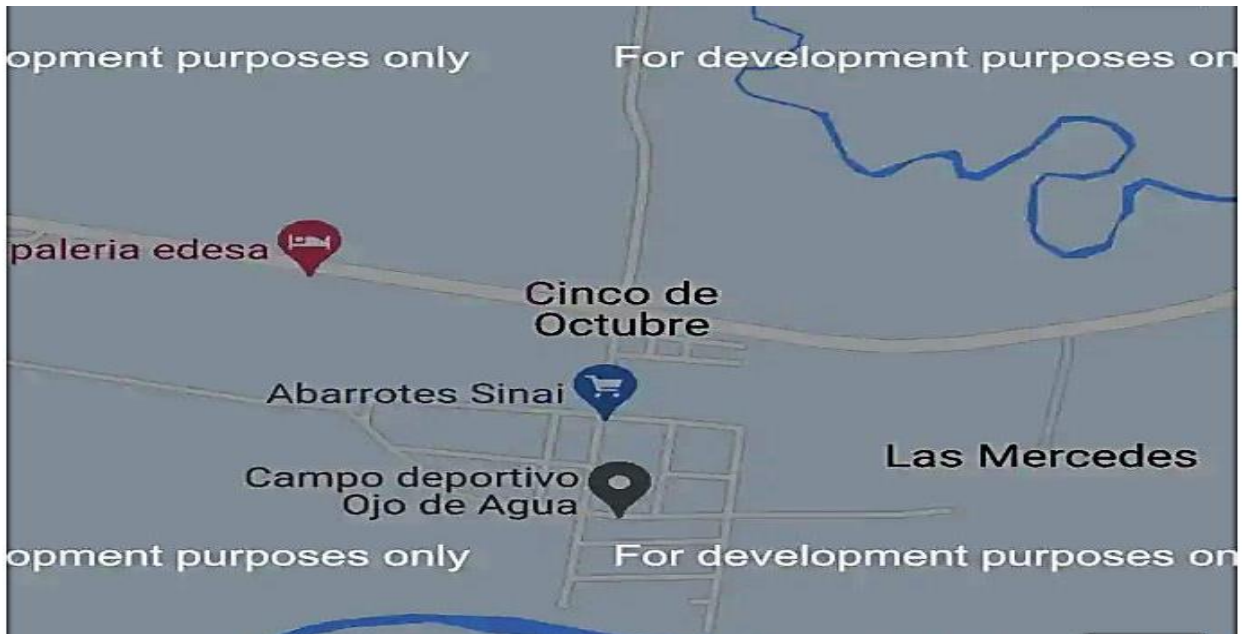 opment purposes only
For development purposes on
paleria edesa
Cinco de
Octubre
Abarrotes Sinai
Las Mercedes
Campo deportivo
Ojo de Agua
opment purposes only
For development purposes on